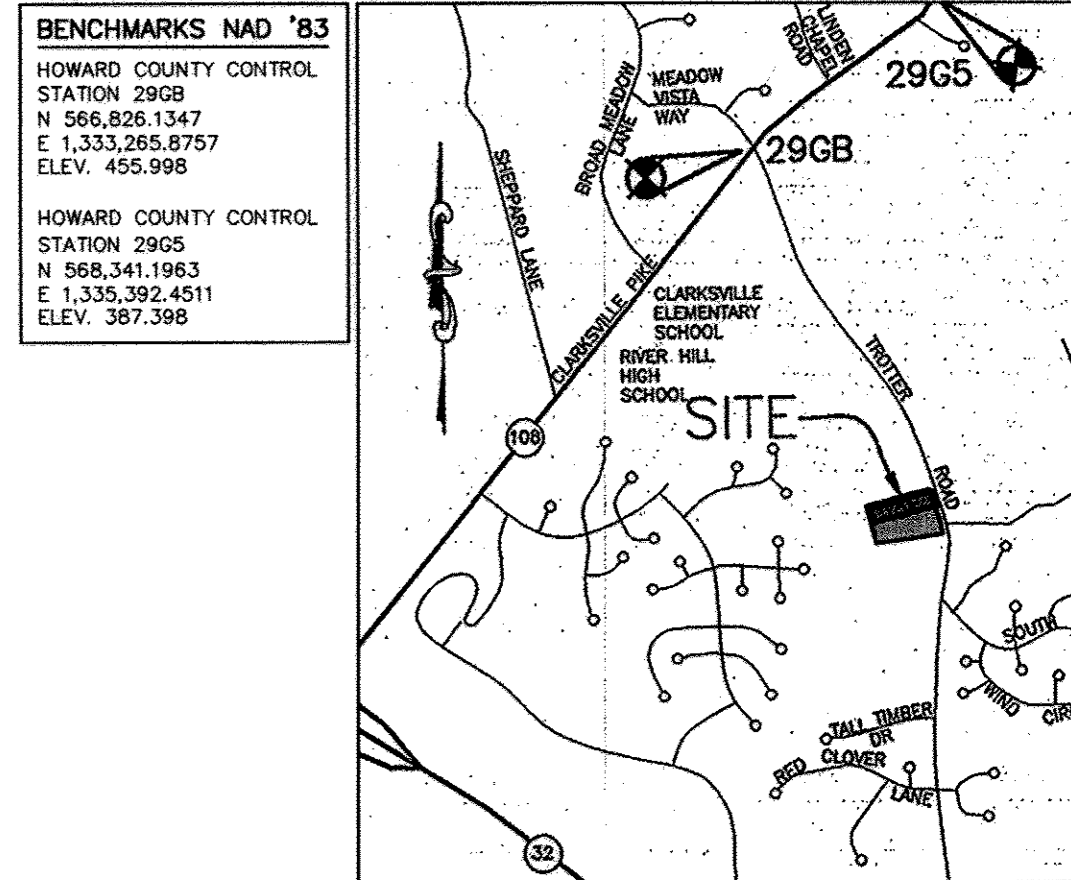 BENCHMARKS NAD '83
HOWARD COUNTY CONTROL
STATION 29GB
N 566,826.1347
E 1,333,265.8757
ELEV. 455.998
HOWARD COUNTY CONTROL
STATION 29G5
N 568,341.1963
E 1,335,392.4511
ELEV. 387.398
LINDEN
CHAPEL
ROAD
29G5
BROAD MEADOW
LANE
MEADOW
VISTA
WAY
29GB
SHEPPARD LANE
CLARKSVILLE PIKE
CLARKSVILLE
ELEMENTARY
SCHOOL
RIVER HILL
HIGH
SCHOOL
TROTTER
ROAD
SITE
108
SOUTH
WIND
CIR
TALL TIMBER
DR
RED CLOVER
LANE
32